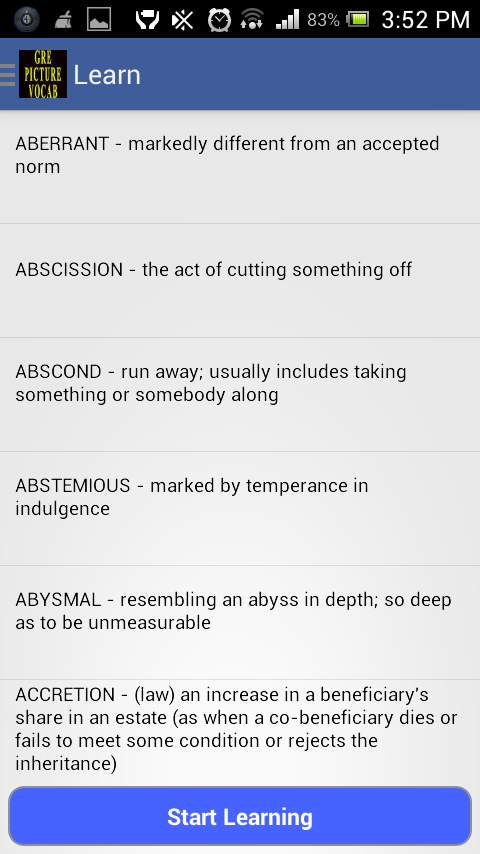 83% 3:52 PM
GRE
PICTURE
VOCAB
Learn
ABERRANT - markedly different from an accepted
norm
ABSCISSION - the act of cutting something off
ABSCOND - run away; usually includes taking
something or somebody along
ABSTEMIOUS - marked by temperance in
indulgence
ABYSMAL - resembling an abyss in depth; so deep
as to be unmeasurable
ACCRETION - (law) an increase in a beneficiary's
share in an estate (as when a co-beneficiary dies or
fails to meet some condition or rejects the
inheritance)
Start Learning